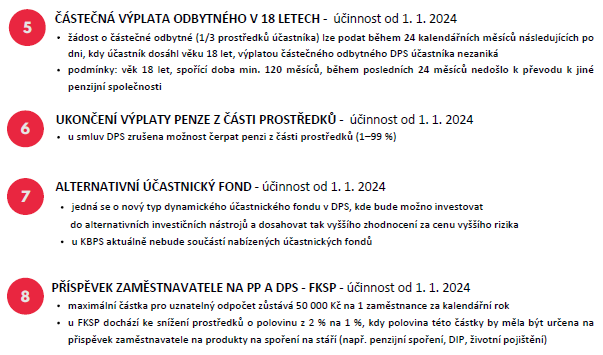 5 ČÁSTEČNÁ VÝPLATA ODBYTNÉHO V 18 LETECH - účinnost od 1. 1. 2024
• žádost o částečné odbytné (1/3 prostředků účastníka) lze podat během 24 kalendářních měsíců následujících po
dni, kdy účastník dosáhl věku 18 let, výplatou částečného odbytného DPS účastníka nezaniká
• podmínky: věk 18 let, spořící doba min. 120 měsíců, během posledních 24 měsíců nedošlo k převodu k jiné
penzijní společnosti
6 UKONČENÍ VÝPLATY PENZE Z ČÁSTI PROSTŘEDKŮ - účinnost od 1. 1. 2024
• u smluv DPS zrušena možnost čerpat penzi z části prostředků (1–99 %)
7 ALTERNATIVNÍ ÚČASTNICKÝ FOND - účinnost od 1. 1. 2024
• jedná se o nový typ dynamického účastnického fondu v DPS, kde bude možno investovat
do alternativních investičních nástrojů a dosahovat tak vyššího zhodnocení za cenu vyššího rizika
• u KBPS aktuálně nebude součástí nabízených účastnických fondů
8 PŘÍSPĚVEK ZAMĚSTNAVATELE NA PP A DPS - FKSP - účinnost od 1. 1. 2024
• maximální částka pro uznatelný odpočet zůstává 50 000 Kč na 1 zaměstnance za kalendářní rok
• u FKSP dochází ke snížení prostředků o polovinu z 2 % na 1 %, kdy polovina této částky by měla být určena na
přispěvek zaměstnavatele na produkty na spoření na stáří (např. penzijní spoření, DIP, životní pojištění)